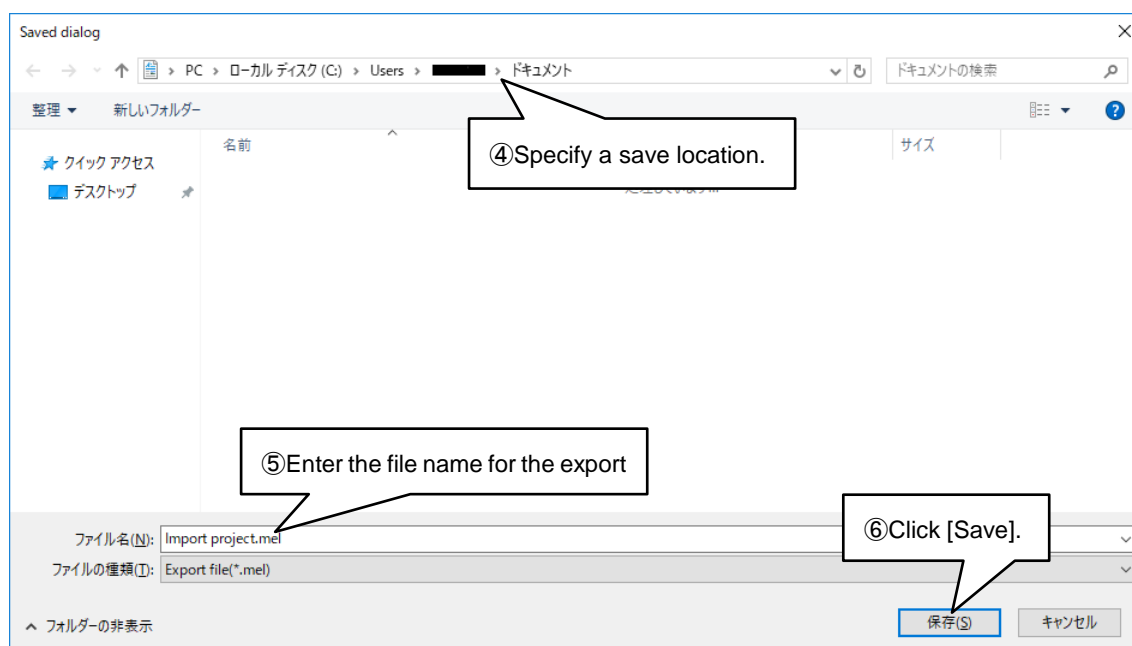 Saved dialog
PC › ローカル ディスク (C:) › Users › › ドキュメント
ドキュメントの検索
整理 新しいフォルダー
名前
サイズ
④Specify a save location.
クイック アクセス
デスクトップ
⑤Enter the file name for the export
⑥Click [Save].
ファイル名(N): Import project.mel
ファイルの種類(T): Export file(*.mel)
フォルダーの非表示
保存(S) キャンセル